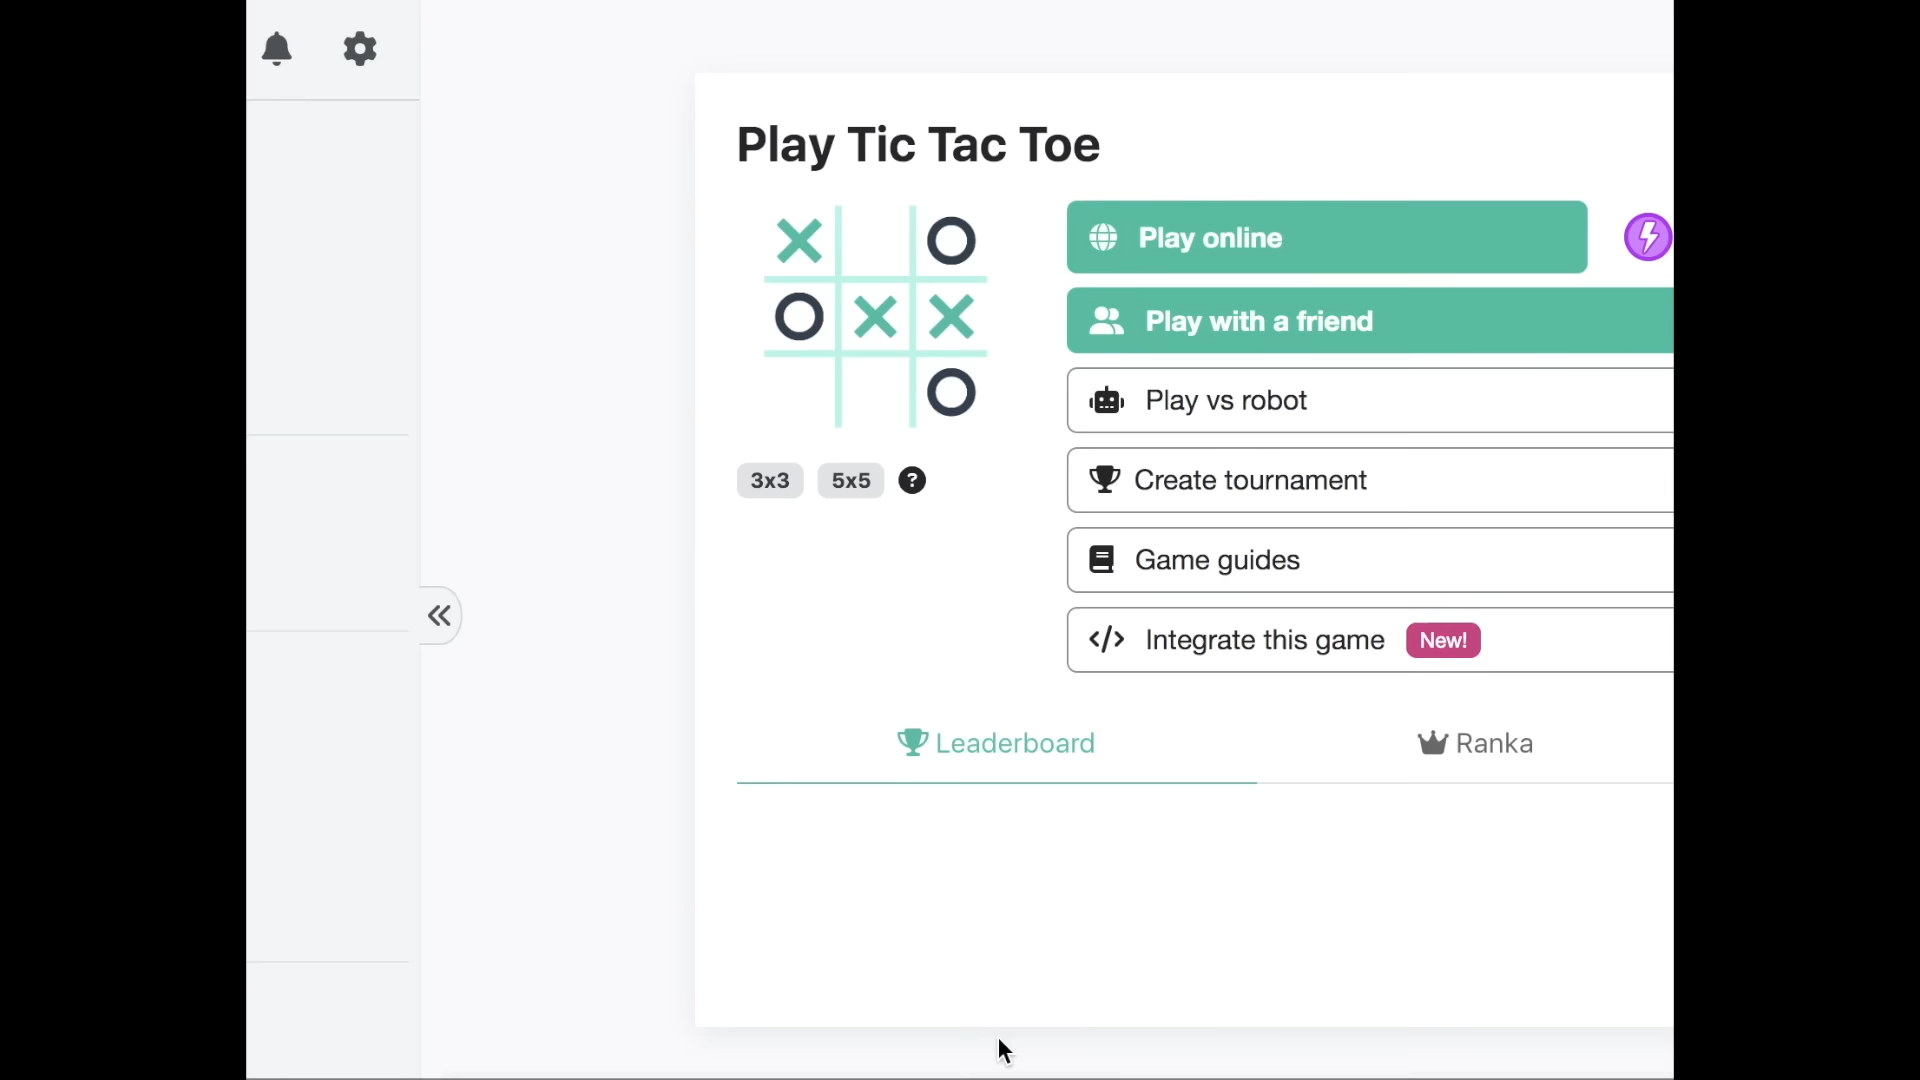 Play Tic Tac Toe
Play online
Play with a friend
Play vs robot
3x3 5x5 ?
Create tournament
Game guides
Integrate this game New!
Leaderboard
Ranka